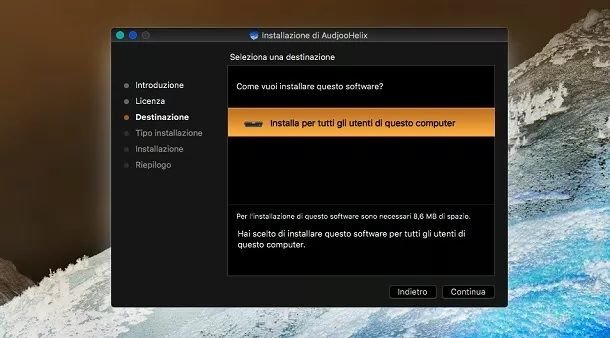 Installazione di AudjooHelix
Seleziona una destinazione
Introduzione
Licenza
Destinazione
Tipo installazione
Installazione
Riepilogo
Come vuoi installare questo software?
Installa per tutti gli utenti di questo computer
Per l'installazione di questo software sono necessari 8,6 MB di spazio.
Hai scelto di installare questo software per tutti gli utenti di
questo computer.
Indietro
Continua